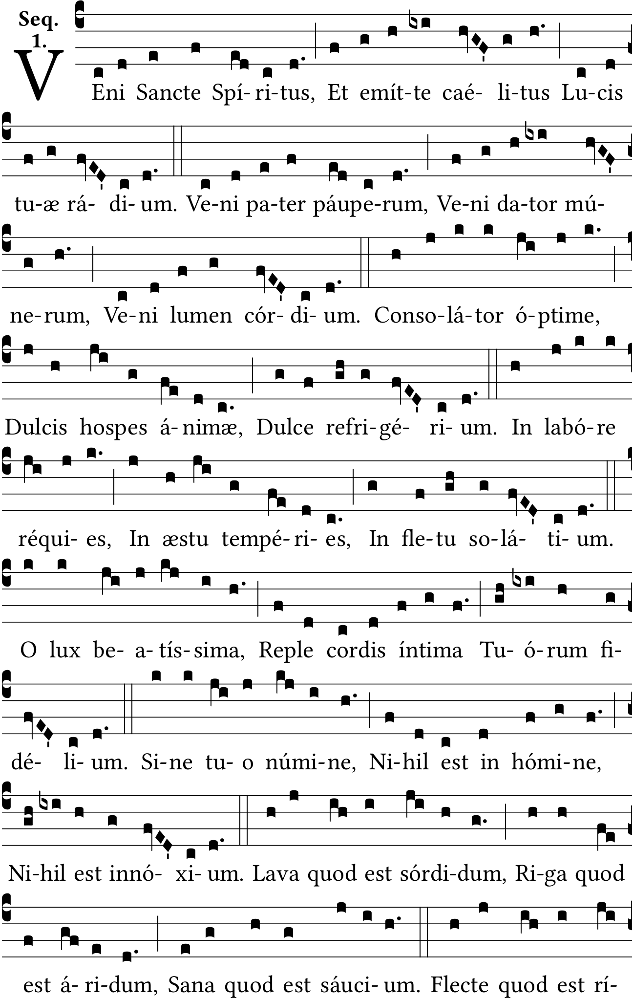 Seq.
1.
VEni Sancte Spí-ri-tus, Et emít-te caé-li-tus Lu-cis
tu-æ rá-di-um. Ve-ni pa-ter páupe-rum, Ve-ni da-tor mú-
ne-rum, Ve-ni lumen cór-di-um. Conso-lá-tor ó-ptime,
Dulcis hospes á-nimæ, Dulce refri-gé-ri-um. In labó-re
réqui-es, In æstu tempé-ri-es, In fle-tu so-lá-ti-um.
O lux be-a-tís-sima, Reple cordis íntima Tu-ó-rum fi-
dé-li-um. Si-ne tu-o númi-ne, Ni-hil est in hómi-ne,
Ni-hil est innó-xi-um. Lava quod est sórdi-dum, Ri-ga quod
est á-ri-dum, Sana quod est sáuci-um. Flecte quod est rí-